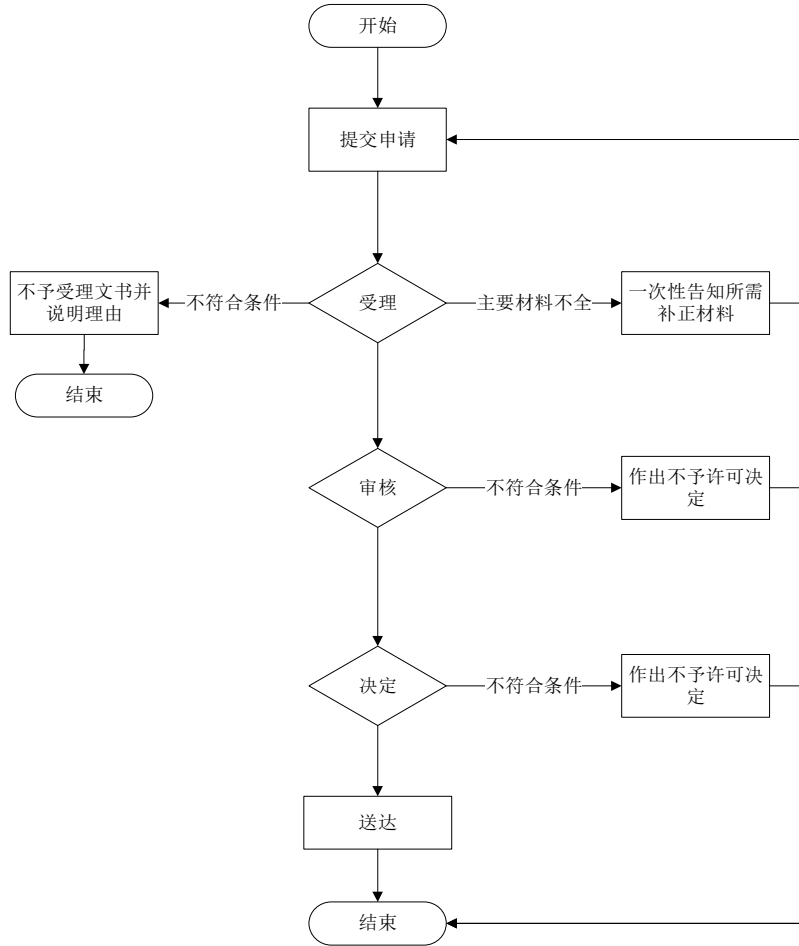 开始
提交申请
不予受理文书并
说明理由
不符合条件
受理
主要材料不全
一次性告知所需
补正材料
结束
审核
不符合条件
作出不予许可决
定
决定
不符合条件
作出不予许可决
定
送达
结束